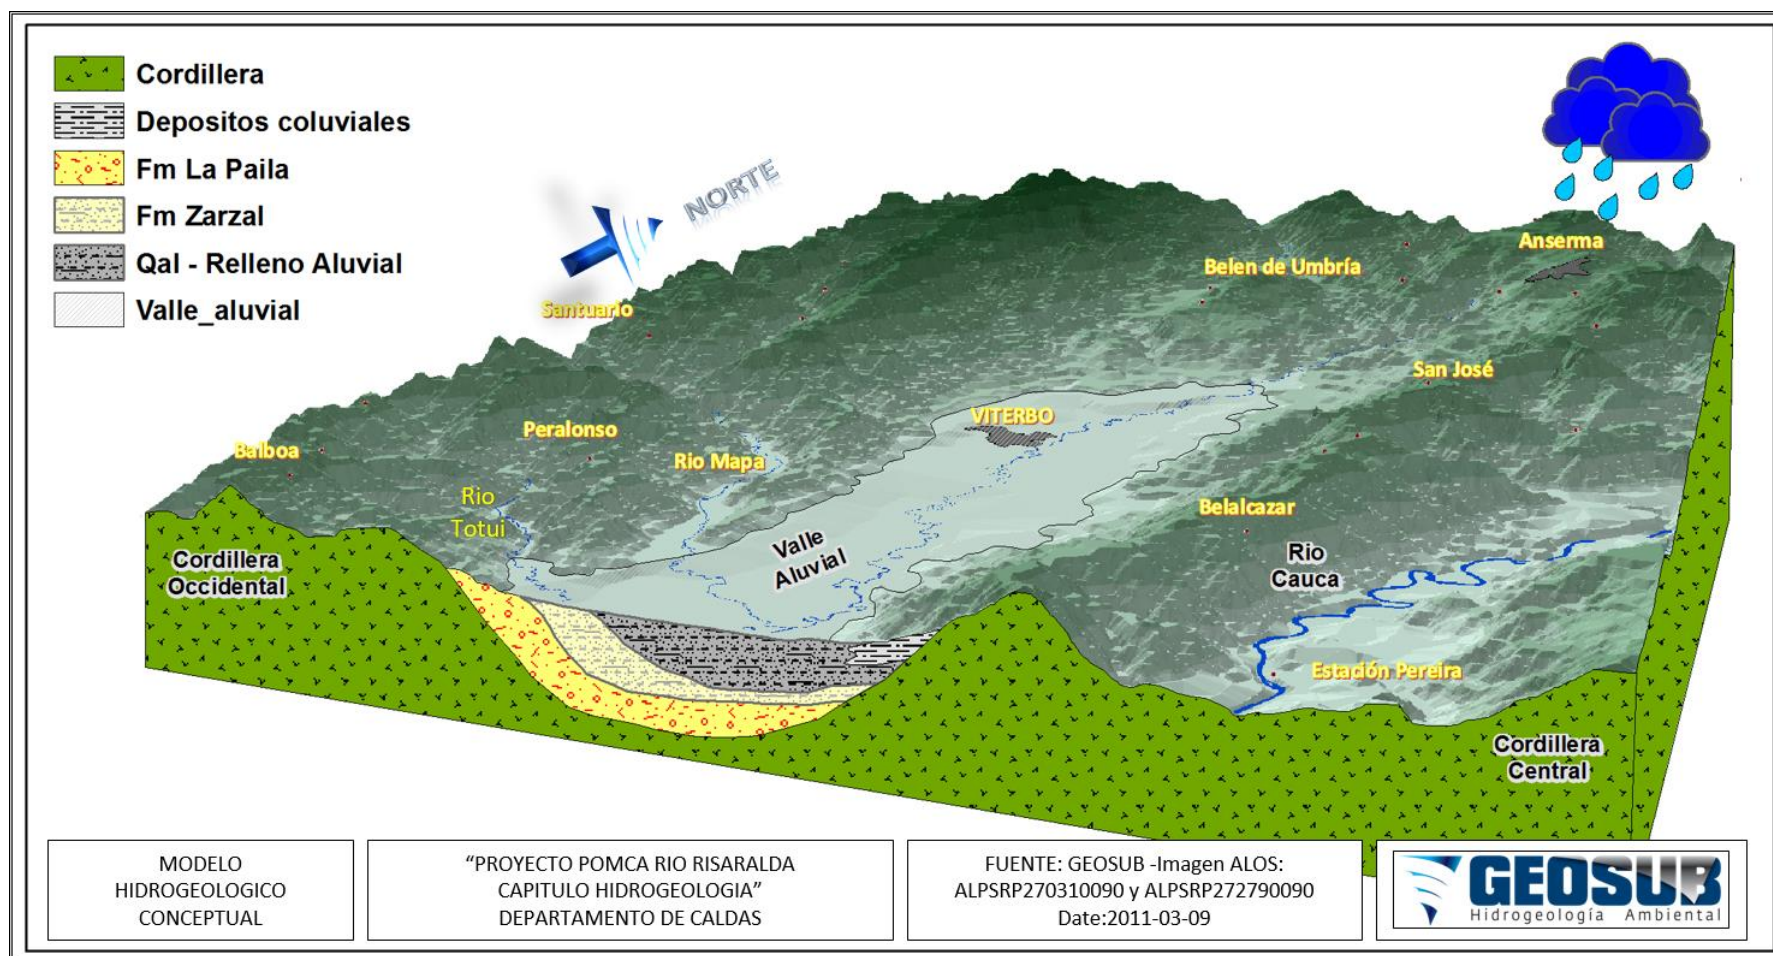 Cordillera
Depositos coluviales
Fm La Paila
Fm Zarzal
Qal - Relleno Aluvial
Valle_aluvial
NORTE
Anserma
Belen de Umbría
Santuario
San José
VITERBO
Peralonso
Balboa
Rio Mapa
Rio
Totui
Belalcazar
Valle
Aluvial
Rio
Cauca
Cordillera
Occidental
Estación Pereira
Cordillera
Central
MODELO
HIDROGEOLOGICO
CONCEPTUAL
“PROYECTO POMCA RIO RISARALDA
CAPITULO HIDROGEOLOGIA”
DEPARTAMENTO DE CALDAS
FUENTE: GEOSUB -Imagen ALOS:
ALPSRP270310090 y ALPSRP272790090
Date:2011-03-09
GEOSUB
Hidrogeología Ambiental